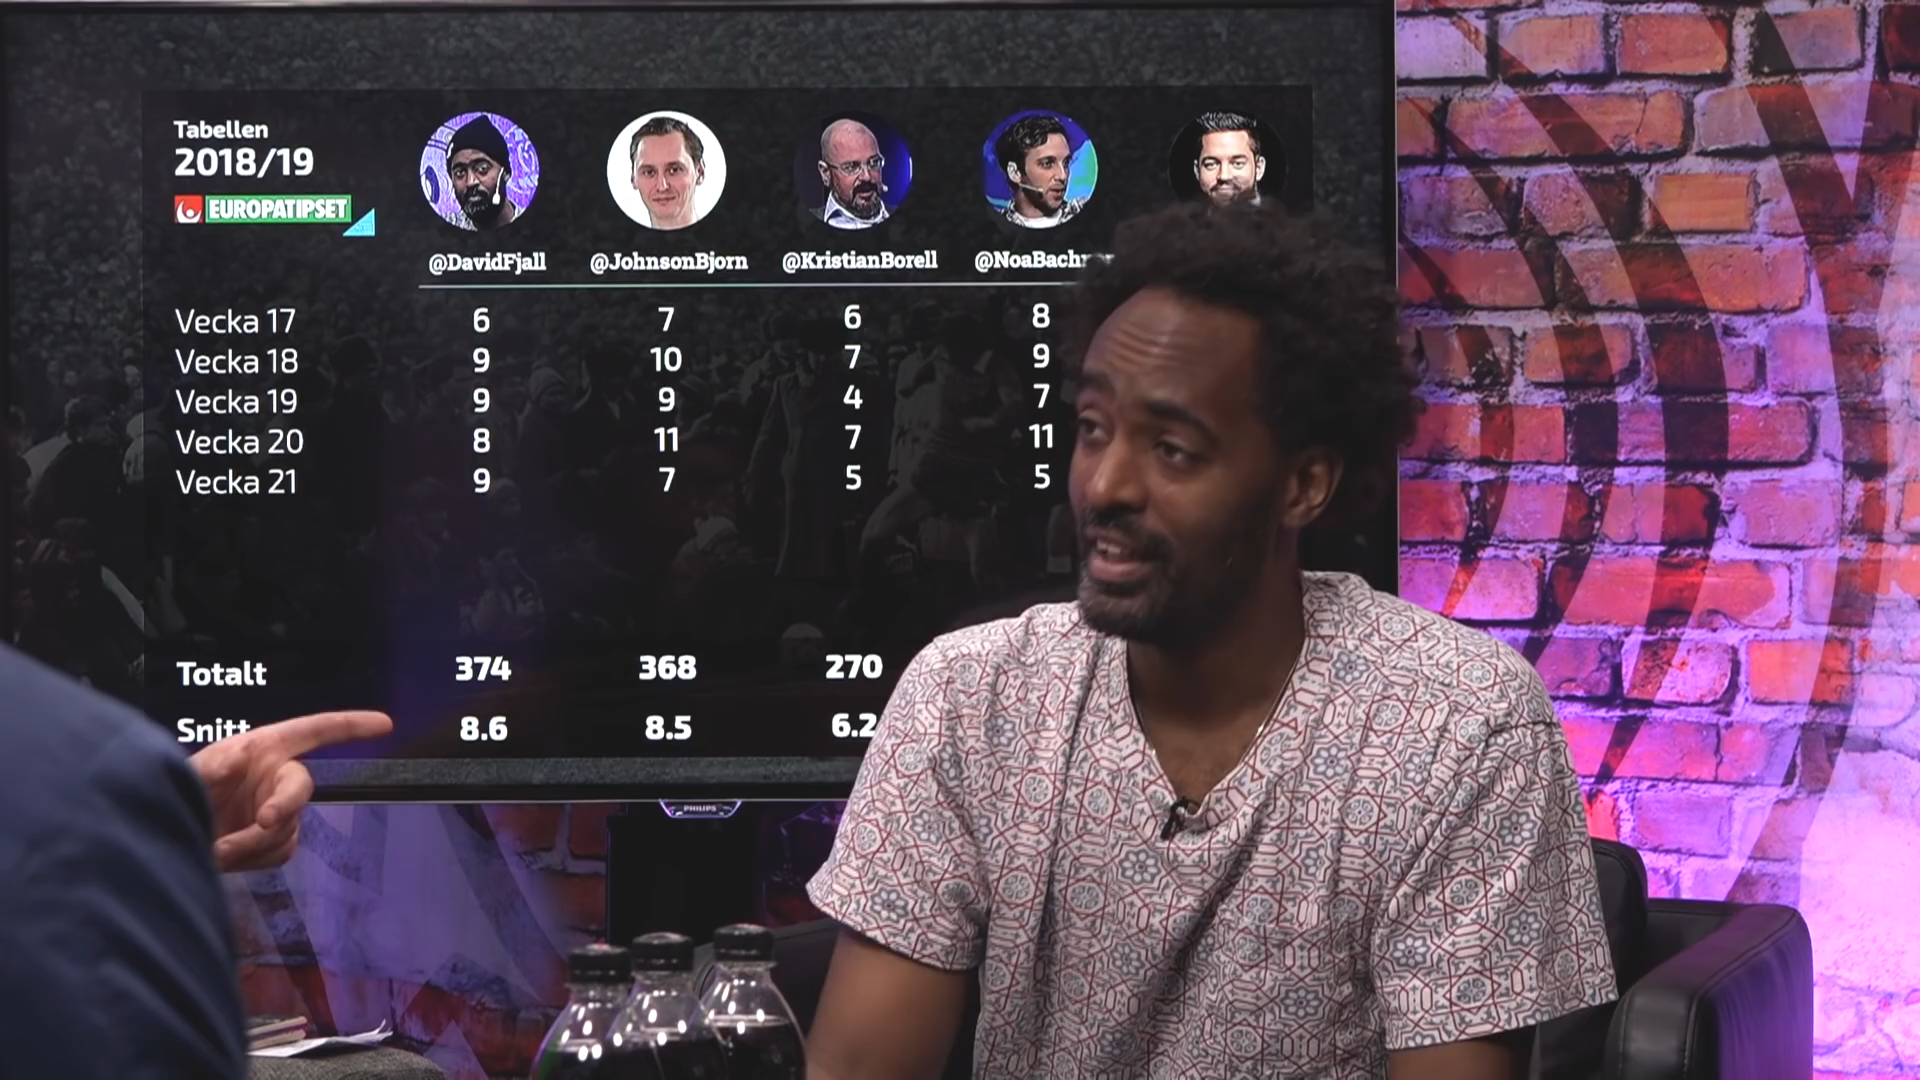 Tabellen
2018/19
EUROPATIPSET
@DavidFjall @JohnsonBjorn @KristianBorell
Vecka 17 6 7 6 8
Vecka 18 9 10 7 9
Vecka 19 9 9 4 7
Vecka 20 8 11 7 11
Vecka 21 9 7 5 5
Totalt 374 368 270
Snitt 8.6 8.5 6.2
PHILIPS